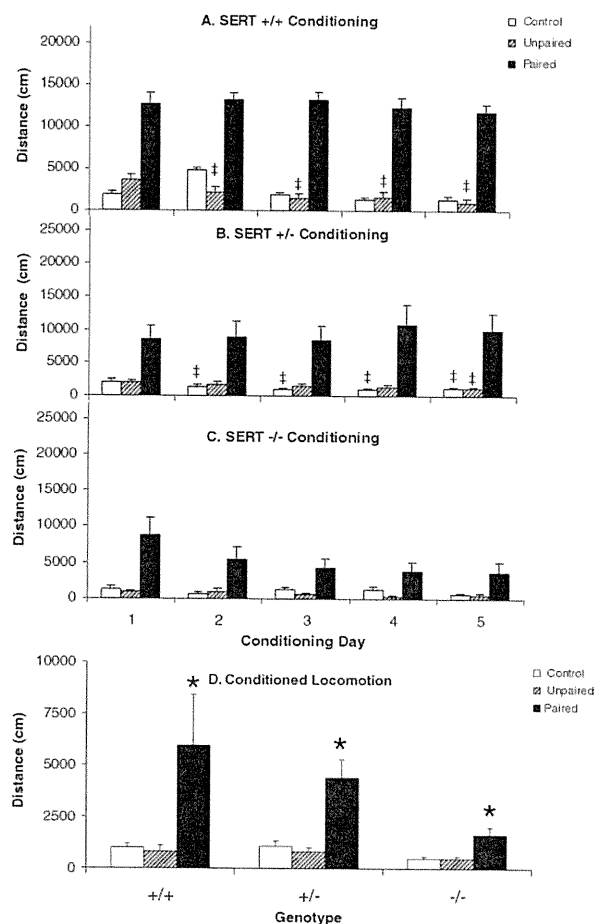 A. SERT +/+ Conditioning
Control
Unpaired
Paired
Distance (cm)
20000
15000
10000
5000
0
‡ ‡ ‡ ‡
B. SERT +/- Conditioning
Distance (cm)
25000
20000
15000
10000
5000
0
‡ ‡ ‡ ‡ ‡
C. SERT -/- Conditioning
Distance (cm)
25000
20000
15000
10000
5000
0
1 2 3 4 5
Conditioning Day
D. Conditioned Locomotion
Control
Unpaired
Paired
Distance (cm)
10000
7500
5000
2500
0
* * *
+/+ +/- -/-
Genotype